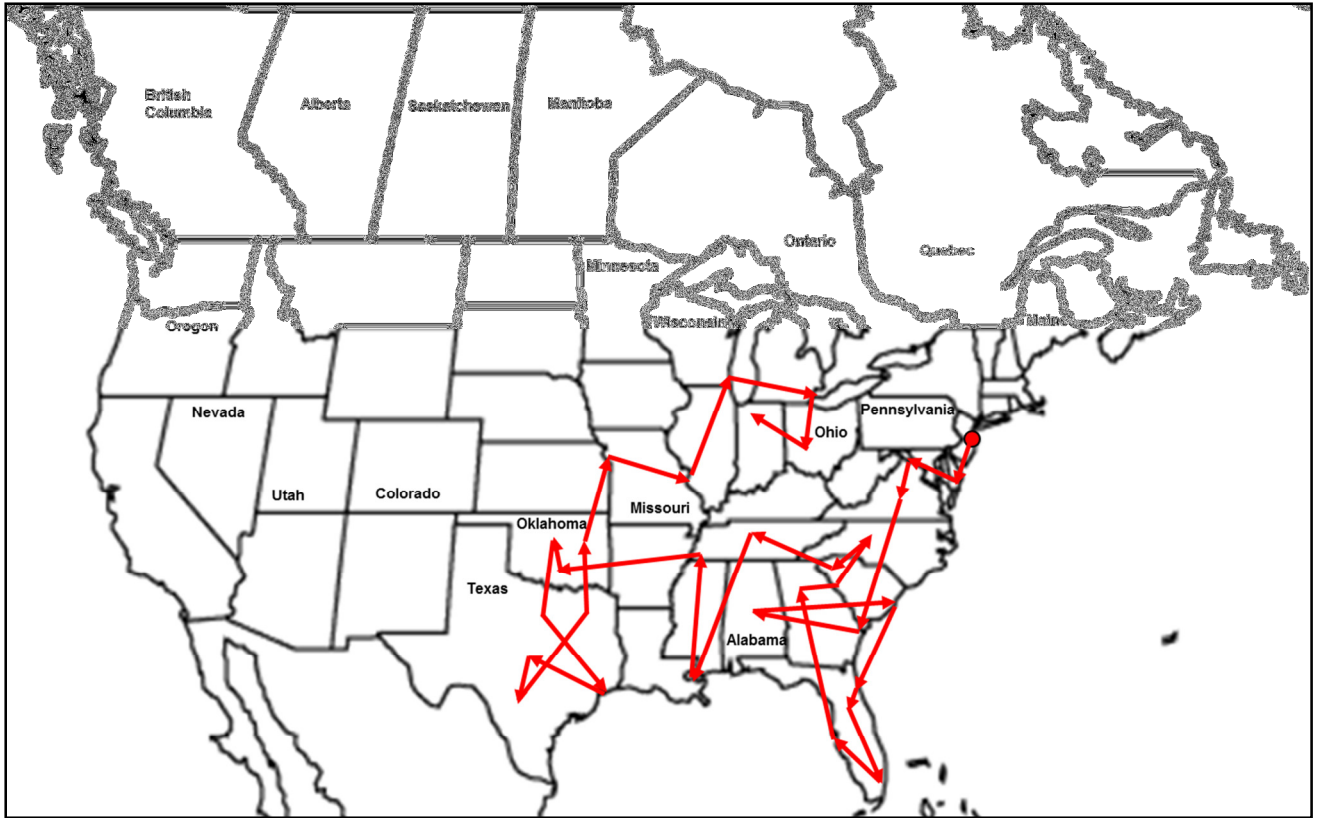 British
Columbia
Alberta
Saskatchewan
Manitoba
Ontario
Quebec
Minnesota
Oregon
Wisconsin
Maine
Nevada
Pennsylvania
Ohio
Utah
Colorado
Missouri
Oklahoma
Texas
Alabama